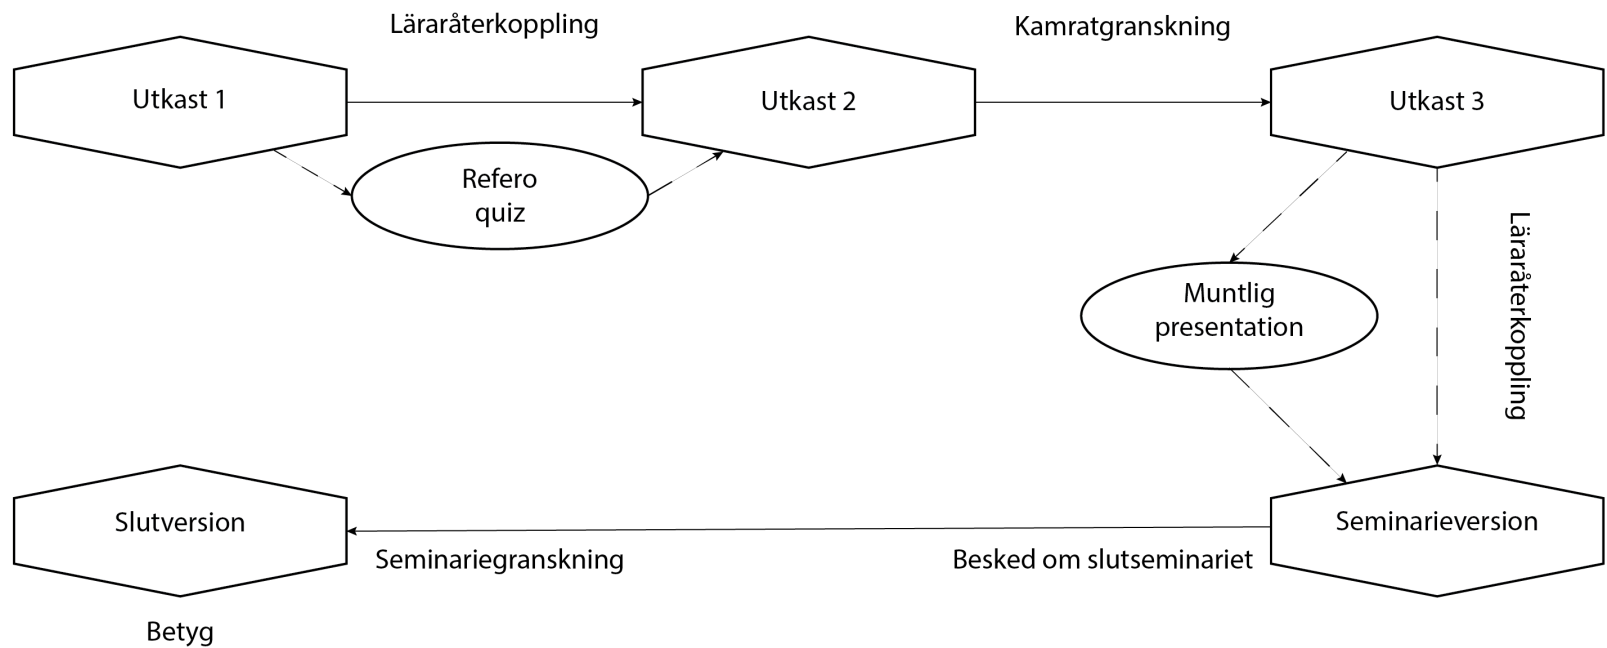 Läraråterkoppling
Kamratgranskning
Utkast 1
Utkast 2
Utkast 3
Refero
quiz
Muntlig
presentation
Läraråterkoppling
Slutversion
Seminarieversion
Seminariegranskning
Besked om slutseminariet
Betyg